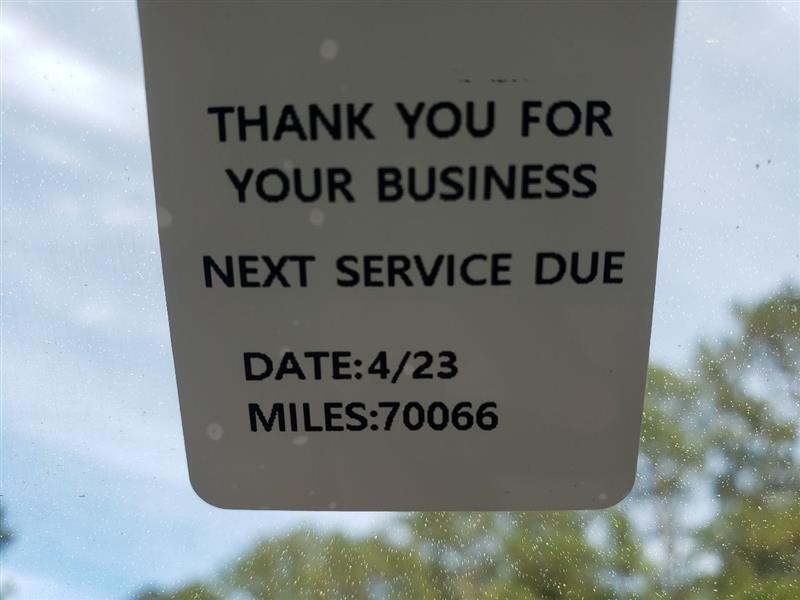 THANK YOU FOR
YOUR BUSINESS
NEXT SERVICE DUE
DATE:4/23
MILES:70066